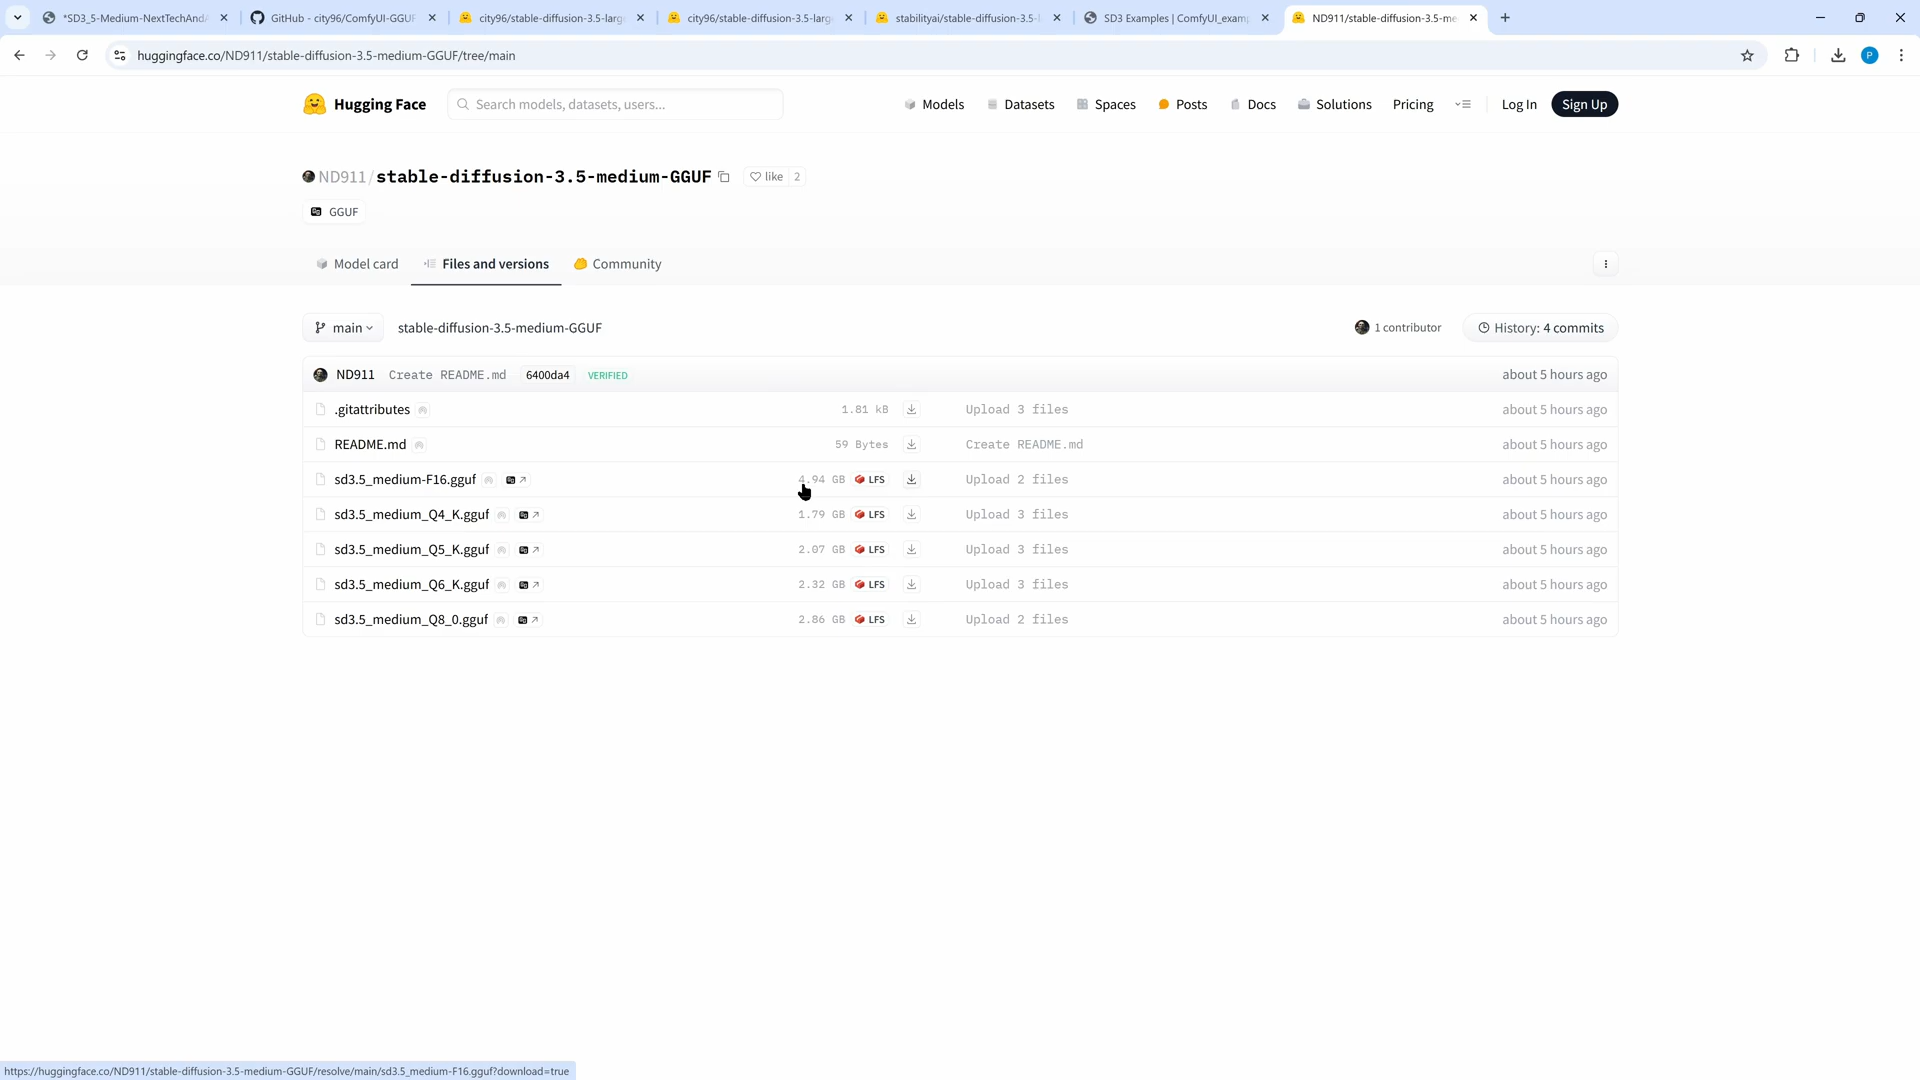 *SD3_5-Medium-NextTechAndA
GitHub - city96/ComfyUI-GGUF
city96/stable-diffusion-3.5-larg
city96/stable-diffusion-3.5-larg
stabilityai/stable-diffusion-3.5-l
SD3 Examples | ComfyUI_examp
ND911/stable-diffusion-3.5-me
huggingface.co/ND911/stable-diffusion-3.5-medium-GGUF/tree/main
P
Hugging Face
Search models, datasets, users...
Models
Datasets
Spaces
Posts
Docs
Solutions
Pricing
Log In
Sign Up
ND911/stable-diffusion-3.5-medium-GGUF
like 2
GGUF
Model card
Files and versions
Community
main
stable-diffusion-3.5-medium-GGUF
1 contributor
History: 4 commits
ND911 Create README.md 6400da4 VERIFIED about 5 hours ago
.gitattributes 1.81 kB Upload 3 files about 5 hours ago
README.md 59 Bytes Create README.md about 5 hours ago
sd3.5_medium-F16.gguf 4.94 GB LFS Upload 2 files about 5 hours ago
sd3.5_medium_Q4_K.gguf 1.79 GB LFS Upload 3 files about 5 hours ago
sd3.5_medium_Q5_K.gguf 2.07 GB LFS Upload 3 files about 5 hours ago
sd3.5_medium_Q6_K.gguf 2.32 GB LFS Upload 3 files about 5 hours ago
sd3.5_medium_Q8_0.gguf 2.86 GB LFS Upload 2 files about 5 hours ago
https://huggingface.co/ND911/stable-diffusion-3.5-medium-GGUF/resolve/main/sd3.5_medium-F16.gguf?download=true